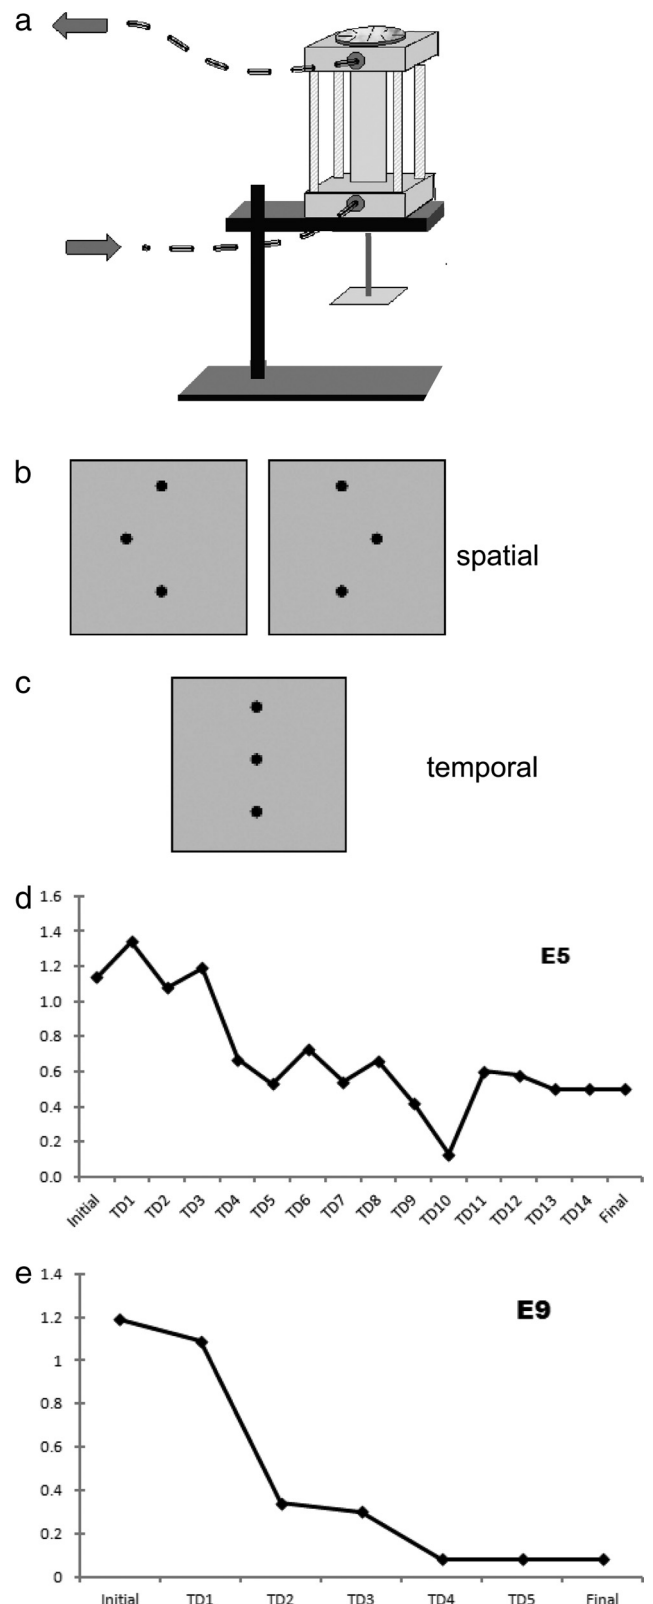 a
b
spatial
c
temporal
d
1.6
1.4
E5
1.2
1.0
0.8
0.6
0.4
0.2
0.0
Initial TD1 TD2 TD3 TD4 TD5 TD6 TD7 TD8 TD9 TD10 TD11 TD12 TD13 TD14 Final
e
1.4
E9
1.2
1
0.8
0.6
0.4
0.2
0
Initial TD1 TD2 TD3 TD4 TD5 Final